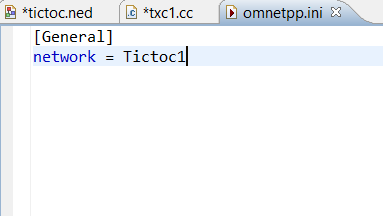 *tictoc.ned *txc1.cc omnetpp.ini
[General]
network = Tictoc1